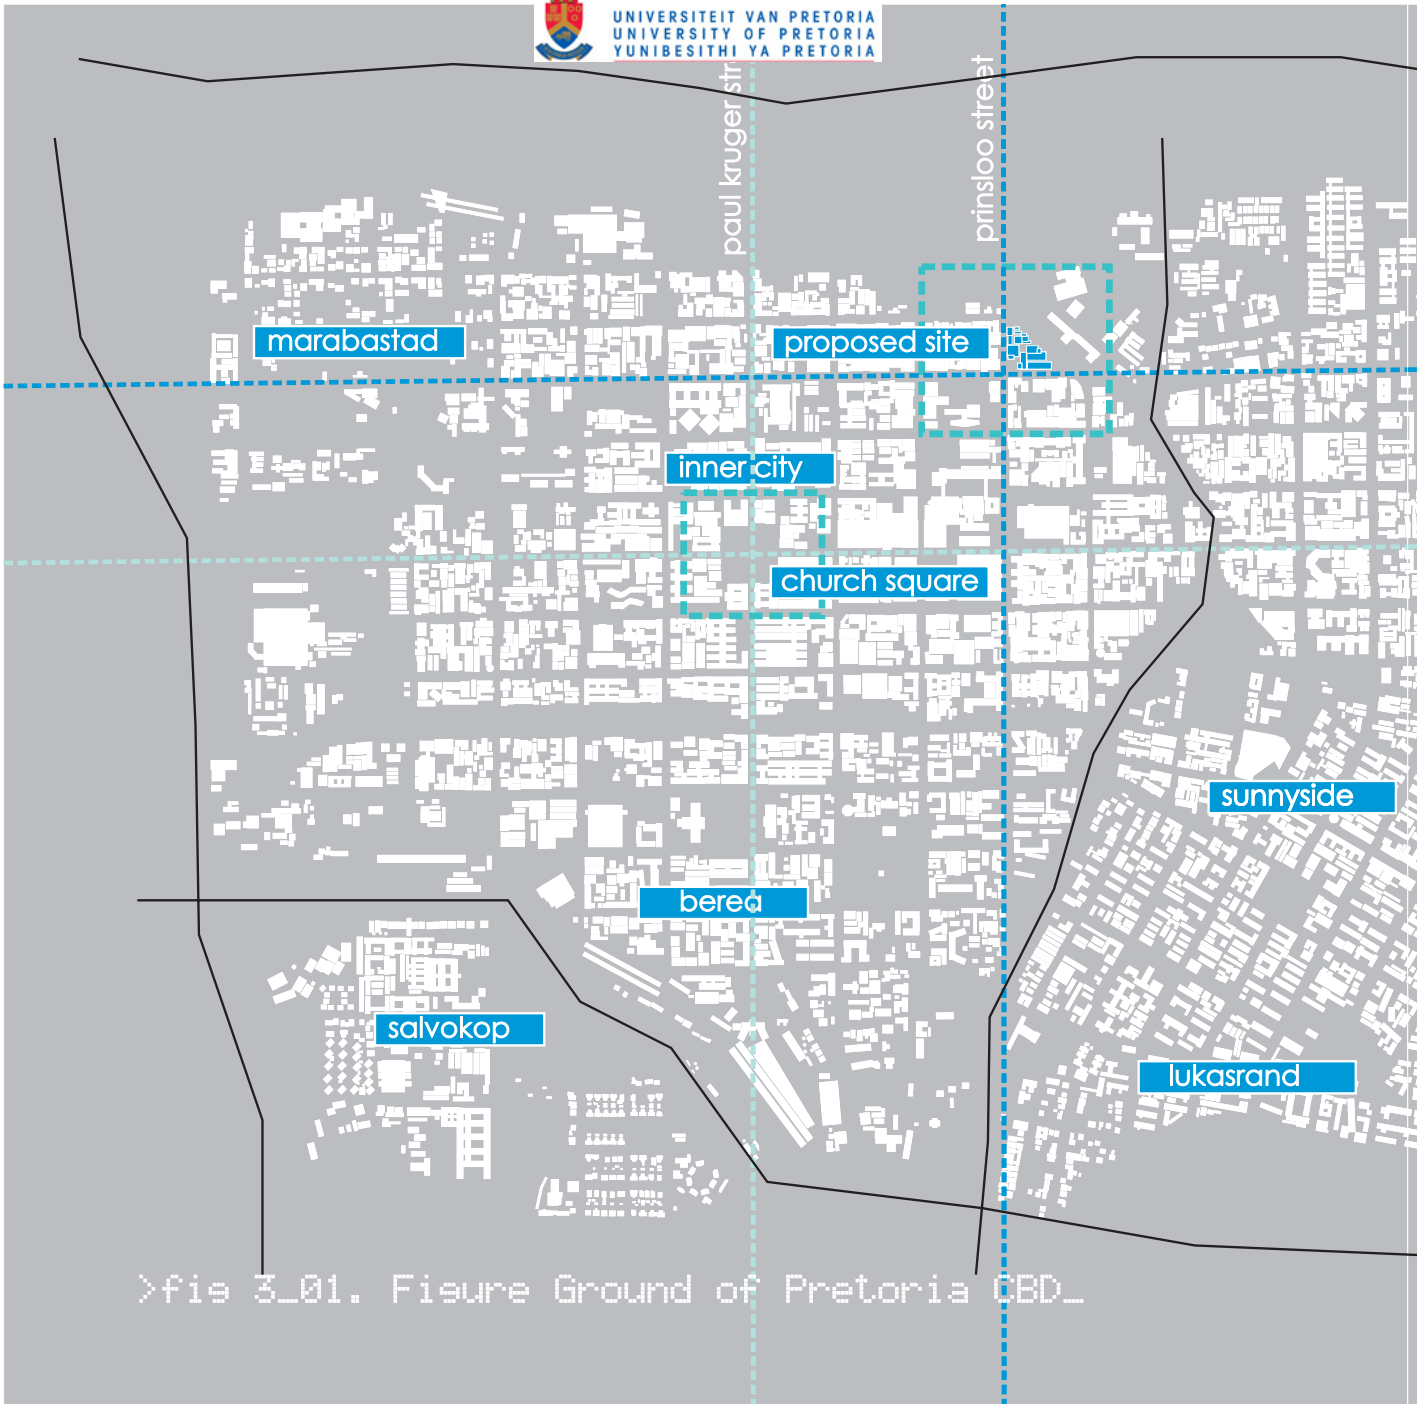 UNIVERSITEIT VAN PRETORIA
UNIVERSITY OF PRETORIA
YUNIBESITHI YA PRETORIA
paul kruger str
prinsloo street
marabastad
proposed site
inner city
church square
sunnyside
berea
salvokop
lukasrand
>fig 3_01. Figure Ground of Pretoria CBD_